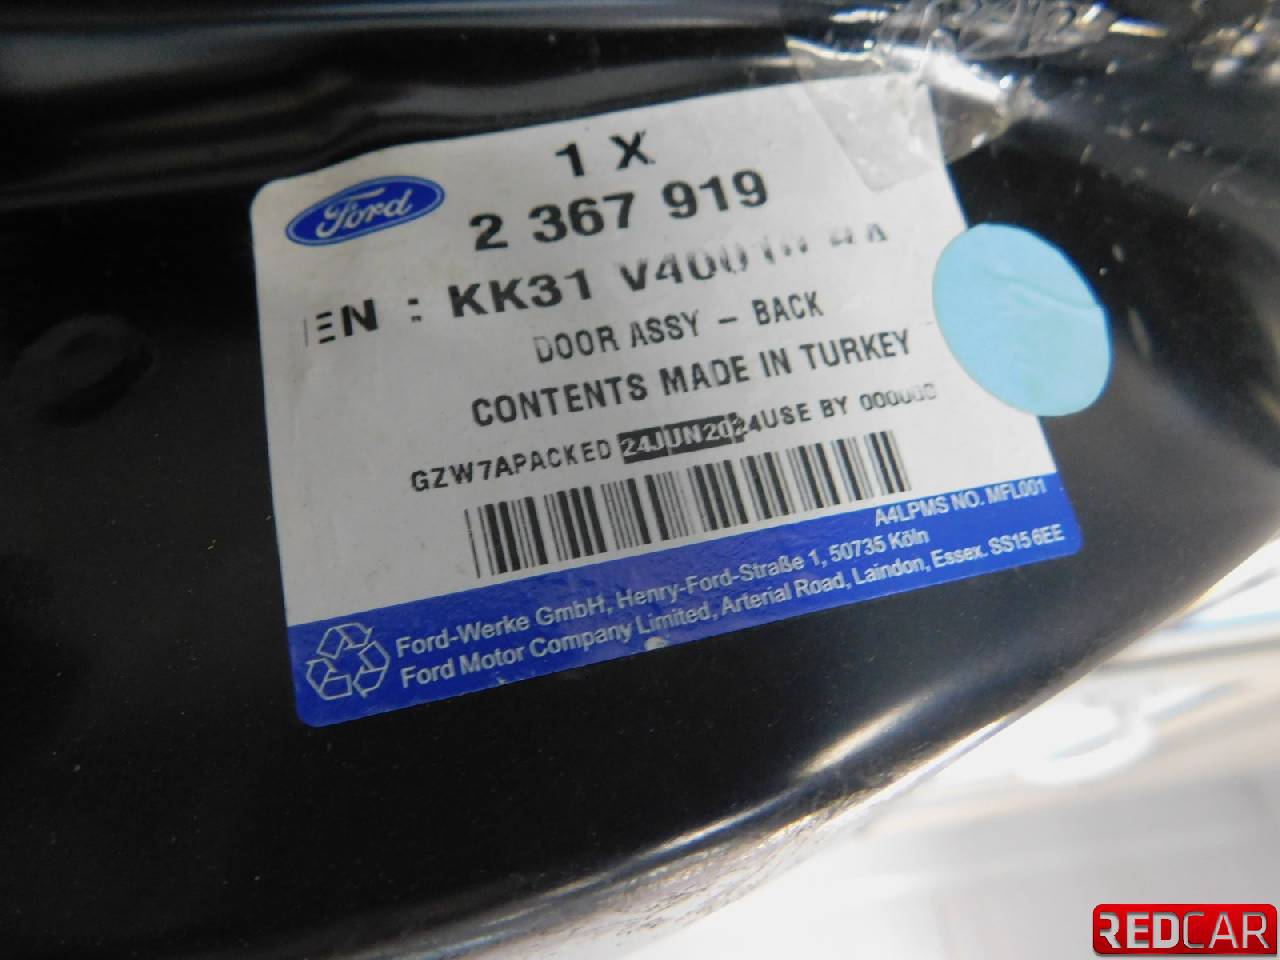 Ford
1 X
2 367 919
EN : KK31
DOOR ASSY - BACK
CONTENTS MADE IN TURKEY
GZW7APACKED 24JUN2024USE BY 000000
A4LPMS NO. MFL001
Ford-Werke GmbH, Henry-Ford-Straße 1, 50735 Köln
Ford Motor Company Limited, Arterial Road, Laindon, Essex. SS15 6EE
REDCAR